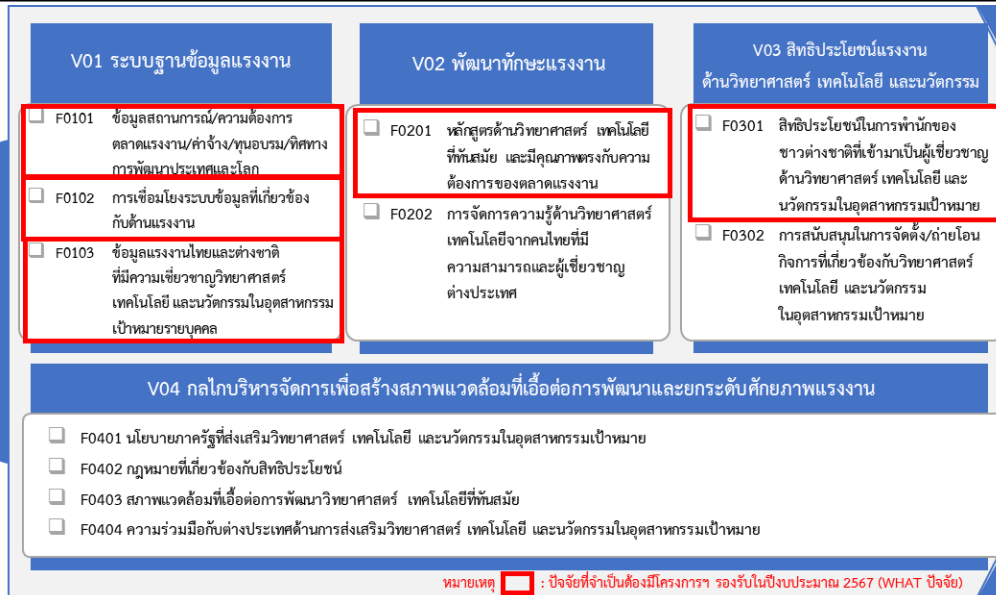 V01 ระบบฐานข้อมูลแรงงาน
F0101 ข้อมูลสถานการณ์/ความต้องการ
ตลาดแรงงาน/ค่าจ้าง/ทุนอบรม/ทิศทาง
การพัฒนาประเทศและโลก
F0102 การเชื่อมโยงระบบข้อมูลที่เกี่ยวข้อง
กับด้านแรงงาน
F0103 ข้อมูลแรงงานไทยและต่างชาติ
ที่มีความเชี่ยวชาญวิทยาศาสตร์
เทคโนโลยี และนวัตกรรมในอุตสาหกรรม
เป้าหมายรายบุคคล
V02 พัฒนาทักษะแรงงาน
F0201 หลักสูตรด้านวิทยาศาสตร์ เทคโนโลยี
ที่ทันสมัย และมีคุณภาพตรงกับความ
ต้องการของตลาดแรงงาน
F0202 การจัดการความรู้ด้านวิทยาศาสตร์
เทคโนโลยีจากคนไทยที่มี
ความสามารถและผู้เชี่ยวชาญ
ต่างประเทศ
V03 สิทธิประโยชน์แรงงาน
ด้านวิทยาศาสตร์ เทคโนโลยี และนวัตกรรม
F0301 สิทธิประโยชน์ในการพำนักของ
ชาวต่างชาติที่เข้ามาเป็นผู้เชี่ยวชาญ
ด้านวิทยาศาสตร์ เทคโนโลยี และ
นวัตกรรมในอุตสาหกรรมเป้าหมาย
F0302 การสนับสนุนในการจัดตั้ง/ถ่ายโอน
กิจการที่เกี่ยวข้องกับวิทยาศาสตร์
เทคโนโลยี และนวัตกรรม
ในอุตสาหกรรมเป้าหมาย
V04 กลไกบริหารจัดการเพื่อสร้างสภาพแวดล้อมที่เอื้อต่อการพัฒนาและยกระดับศักยภาพแรงงาน
F0401 นโยบายภาครัฐที่ส่งเสริมวิทยาศาสตร์ เทคโนโลยี และนวัตกรรมในอุตสาหกรรมเป้าหมาย
F0402 กฎหมายที่เกี่ยวข้องกับสิทธิประโยชน์
F0403 สภาพแวดล้อมที่เอื้อต่อการพัฒนาวิทยาศาสตร์ เทคโนโลยีที่ทันสมัย
F0404 ความร่วมมือกับต่างประเทศด้านการส่งเสริมวิทยาศาสตร์ เทคโนโลยี และนวัตกรรมในอุตสาหกรรมเป้าหมาย
หมายเหตุ : ปัจจัยที่จำเป็นต้องมีโครงการฯ รองรับในปีงบประมาณ 2567 (WHAT ปัจจัย)